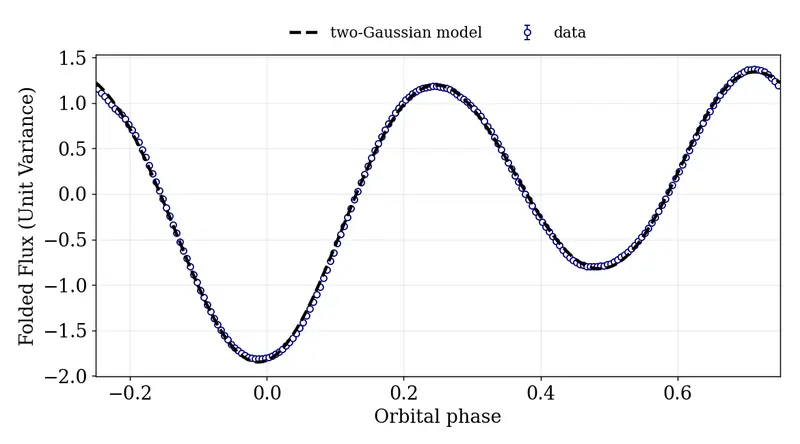 two-Gaussian model
data
Folded Flux (Unit Variance)
1.5
1.0
0.5
0.0
−0.5
−1.0
−1.5
−2.0
−0.2 0.0 0.2 0.4 0.6
Orbital phase